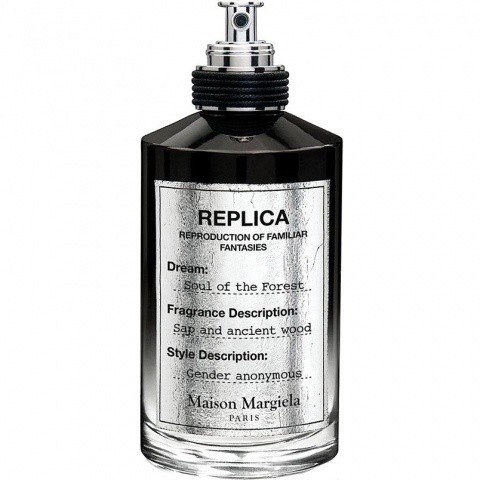 REPLICA
REPRODUCTION OF FAMILIAR
FANTASIES
Dream:
Soul of the Forest
Fragrance Description:
Sap and ancient wood
Style Description:
Gender anonymous
Maison Margiela
PARIS